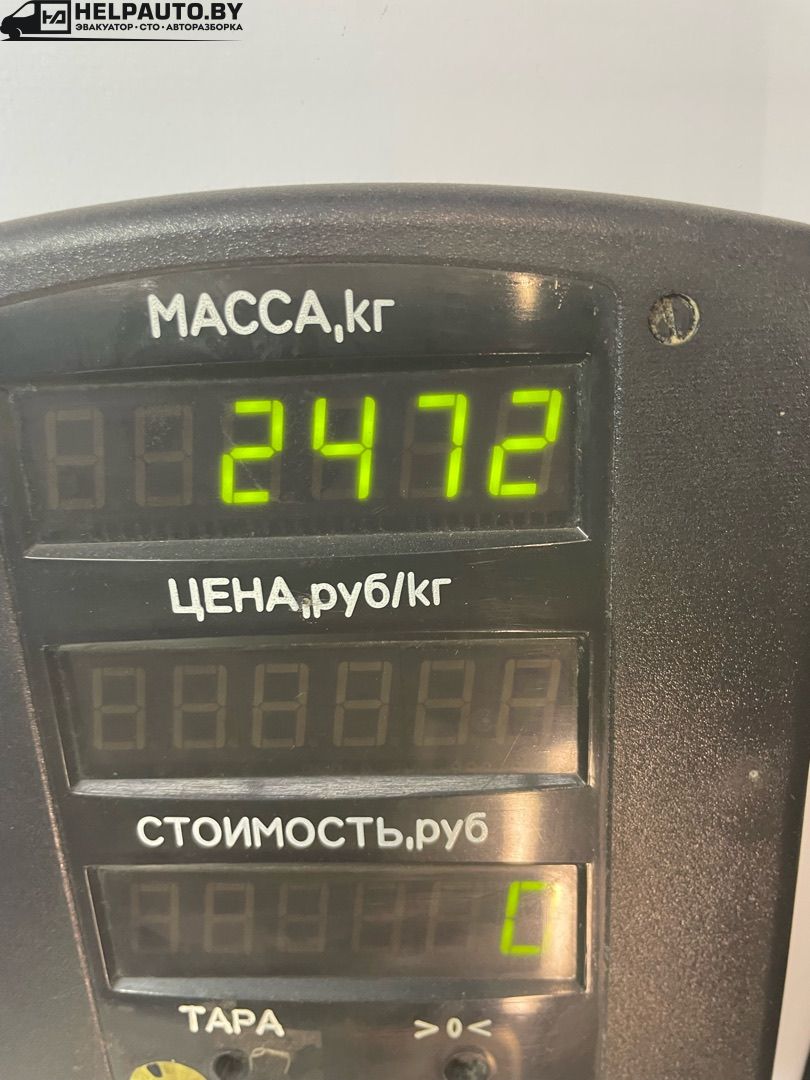 HELPAUTO.BY
ЭВАКУАТОР · СТО · АВТОРАЗБОРКА
МАССА,кг
2472
ЦЕНА,руб/кг
СТОИМОСТЬ,руб
0
ТАРА >0<